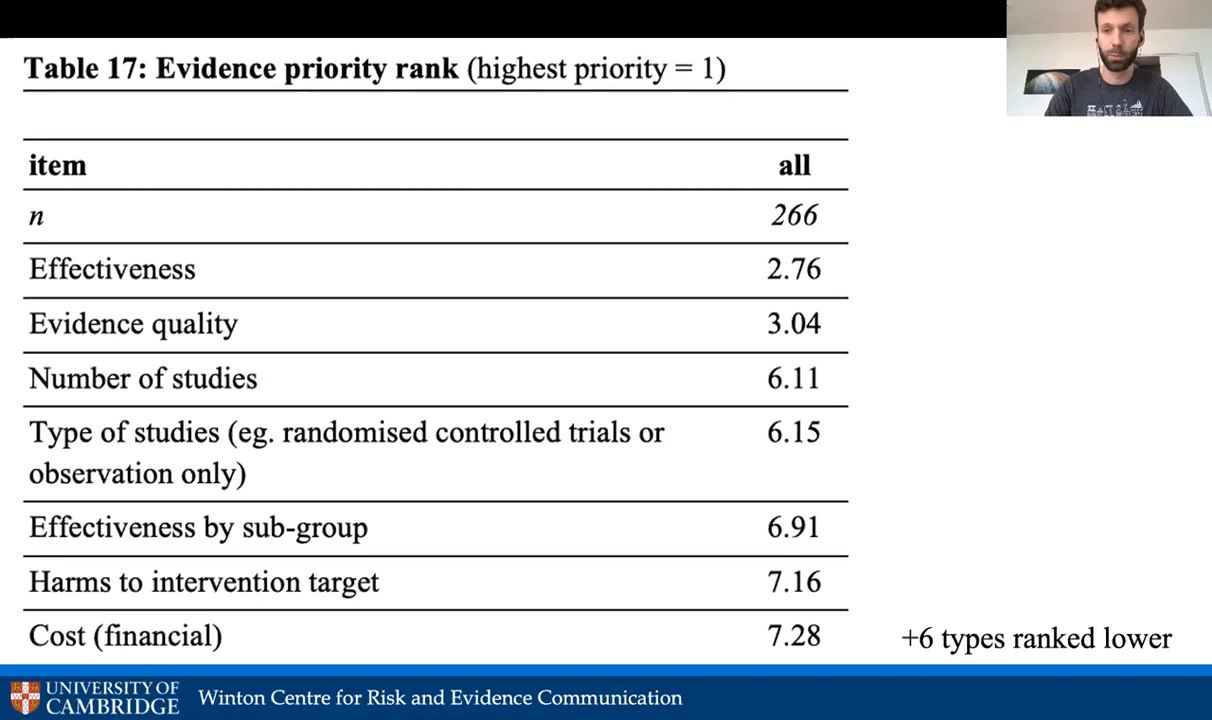 Table 17: Evidence priority rank (highest priority = 1)
item all
n 266
Effectiveness 2.76
Evidence quality 3.04
Number of studies 6.11
Type of studies (eg. randomised controlled trials or 6.15
observation only)
Effectiveness by sub-group 6.91
Harms to intervention target 7.16
Cost (financial) 7.28
+6 types ranked lower
UNIVERSITY OF
CAMBRIDGE
Winton Centre for Risk and Evidence Communication